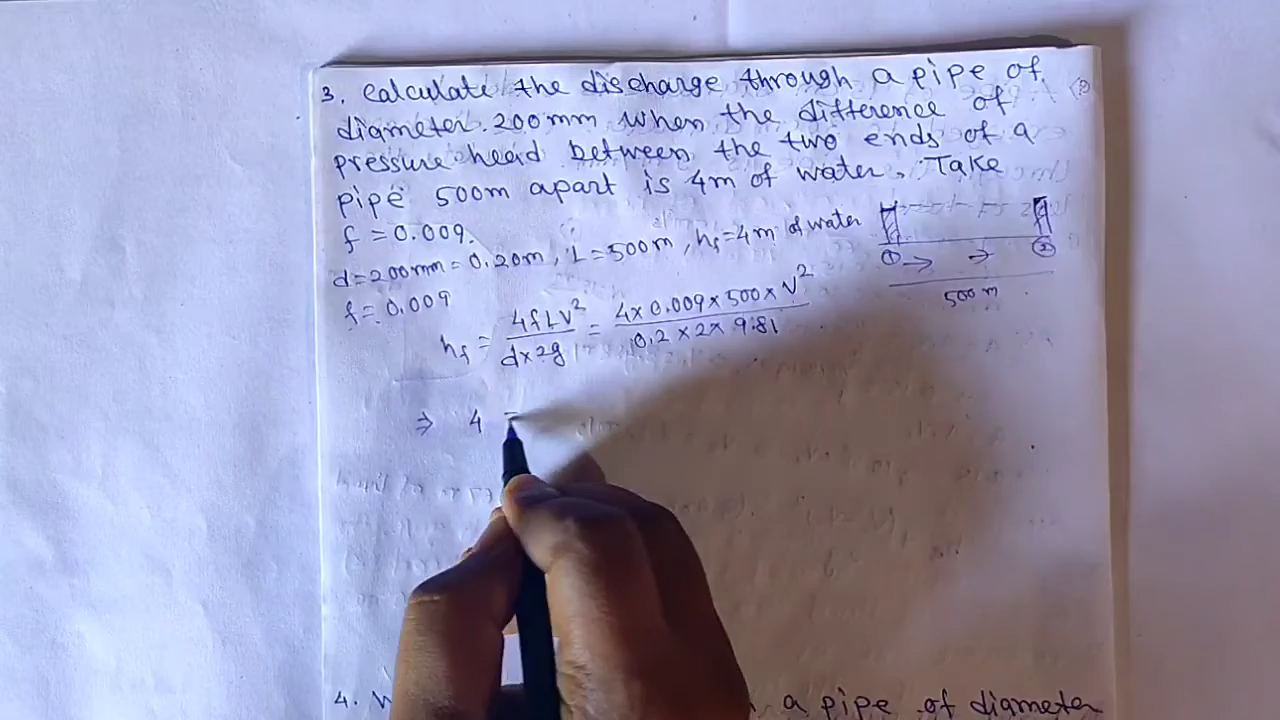 3. Calculate the discharge through a pipe of
diameter 200mm when the difference of
pressure head between the two ends of a
pipe 500m apart is 4m of water. Take
f = 0.009.
d=200mm=0.20m, L=500m, hf=4m of water
f = 0.009
① → → ②
500 m
hf = 4fLV²/d×2g = 4×0.009×500×V²/0.2×2×9.81
⇒ 4 =
4. a pipe of diameter